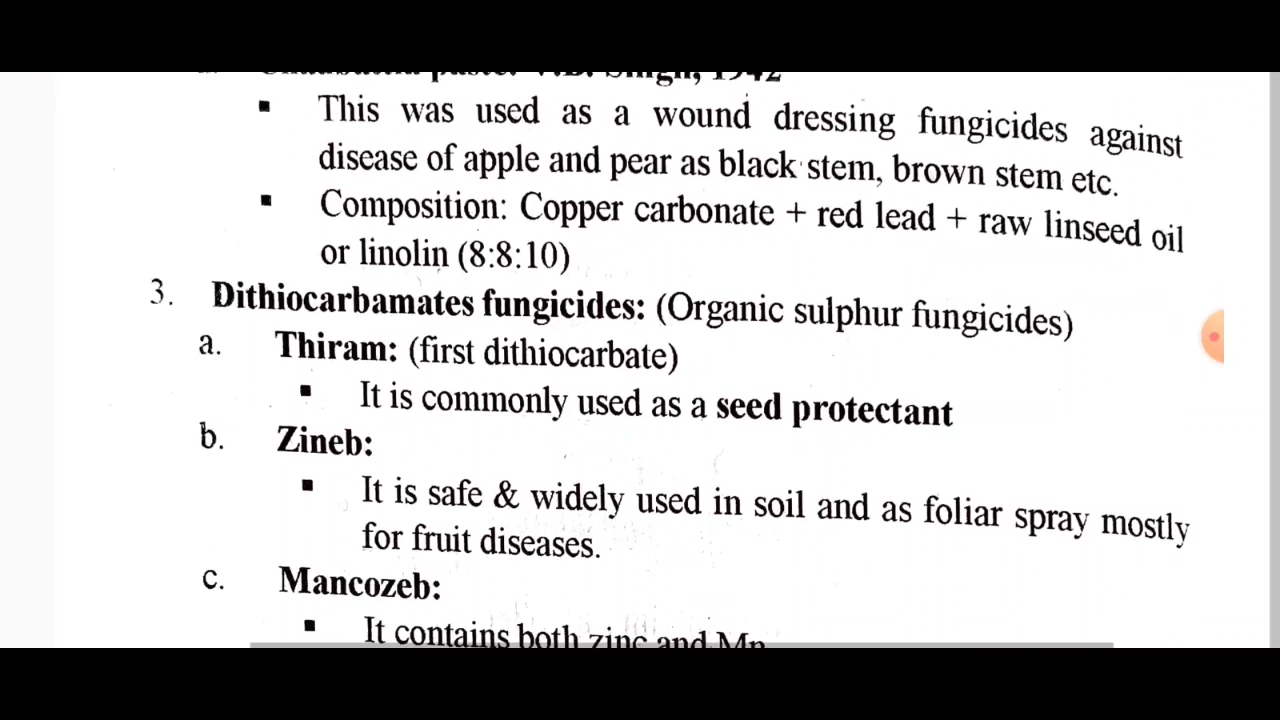 Singh, 1942
▪ This was used as a wound dressing fungicides against
disease of apple and pear as black stem, brown stem etc.
▪ Composition: Copper carbonate + red lead + raw linseed oil
or linolin (8:8:10)
3. Dithiocarbamates fungicides: (Organic sulphur fungicides)
a. Thiram: (first dithiocarbate)
▪ It is commonly used as a seed protectant
b. Zineb:
▪ It is safe & widely used in soil and as foliar spray mostly
for fruit diseases.
c. Mancozeb:
▪ It contains both zinc and Mn